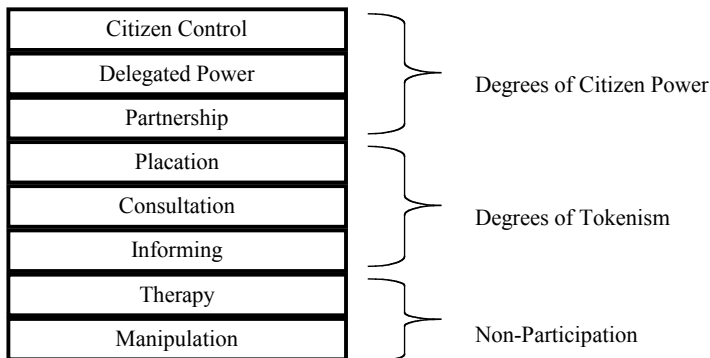 Citizen Control
Delegated Power
Partnership
Placation
Consultation
Informing
Therapy
Manipulation
Degrees of Citizen Power
Degrees of Tokenism
Non-Participation